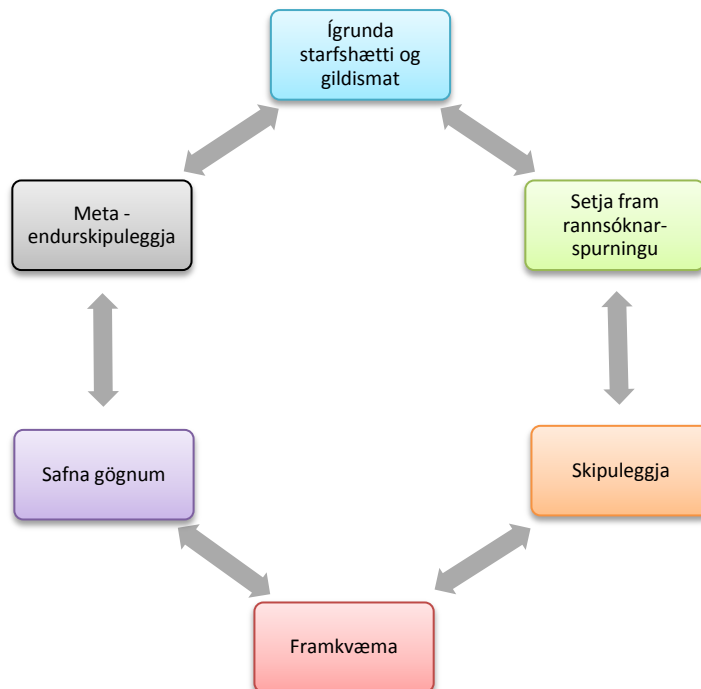 Ígrunda
starfshætti og
gildismat
Setja fram
rannsóknar-
spurningu
Skipuleggja
Framkvæma
Safna gögnum
Meta -
endurskipuleggja